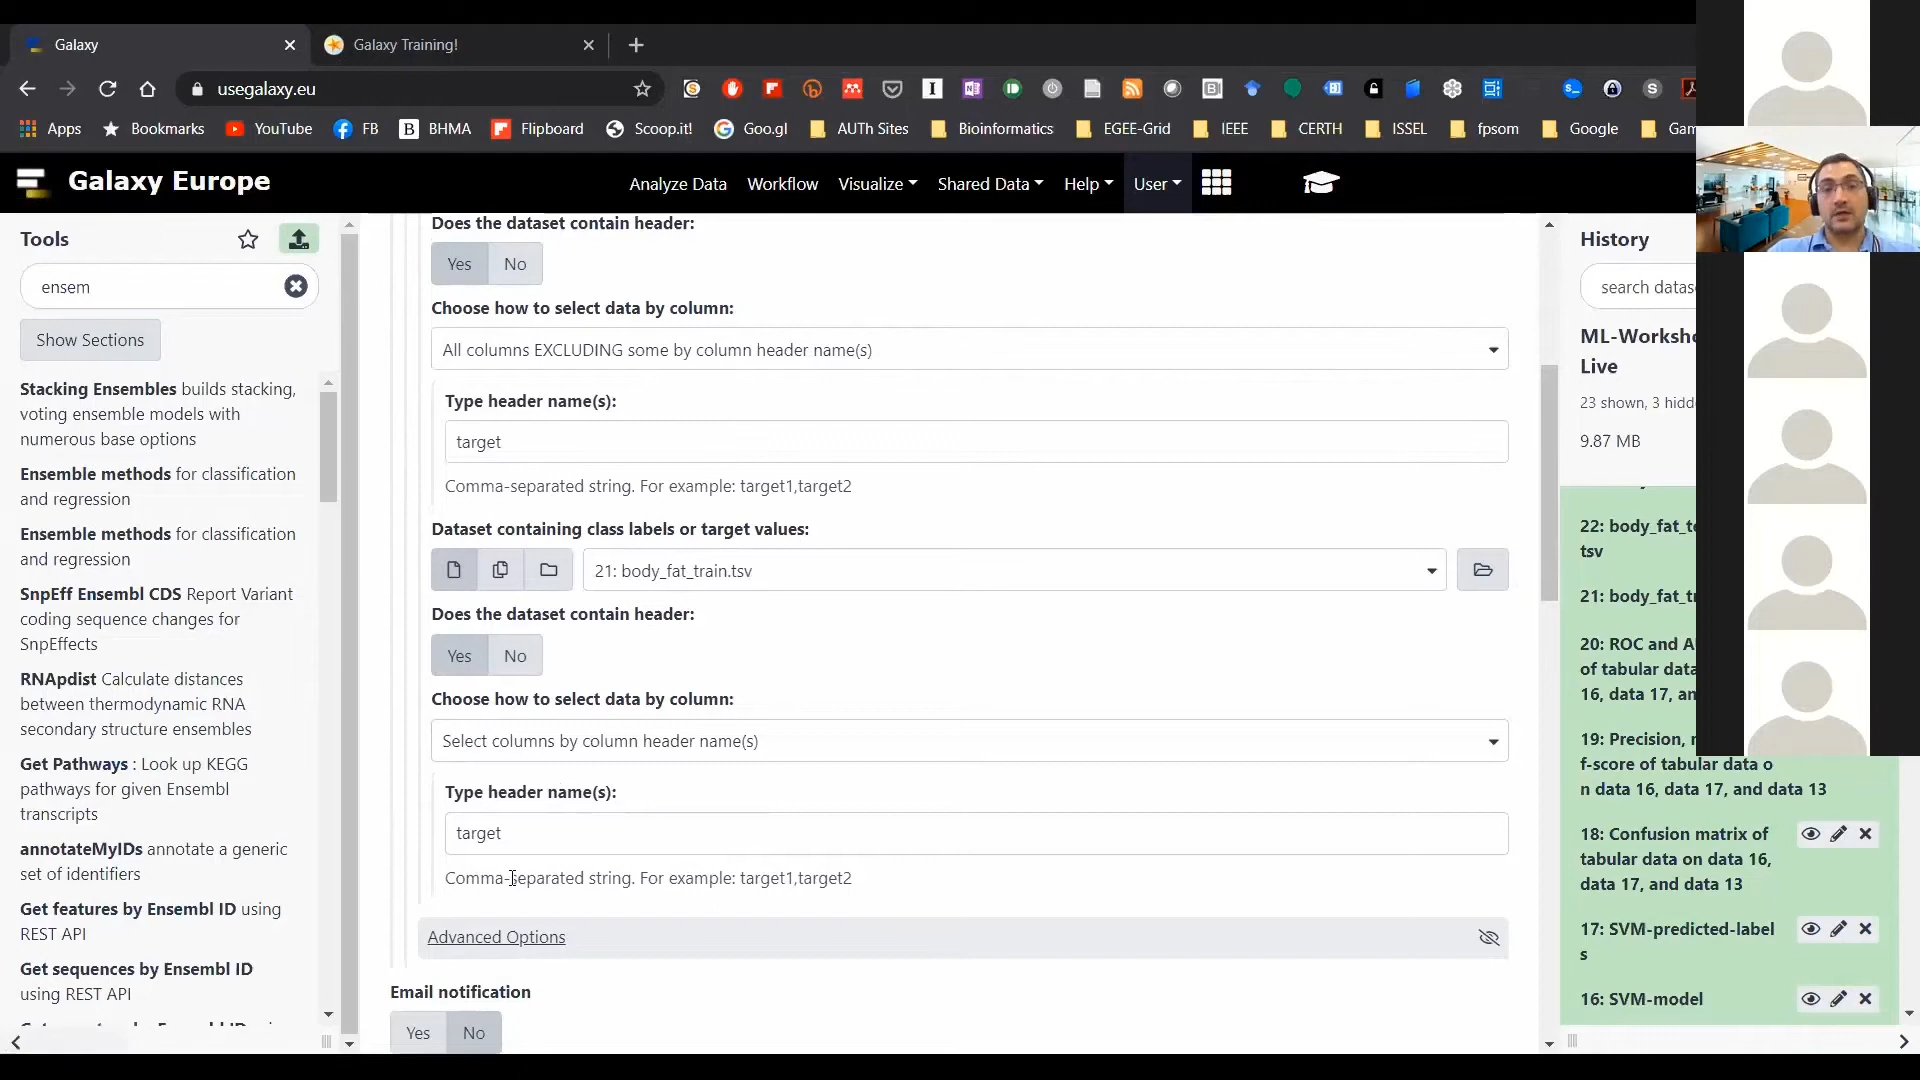 Galaxy
Galaxy Training!
usegalaxy.eu
Apps
Bookmarks
YouTube
FB
BHMA
Flipboard
Scoop.it!
Goo.gl
AUTh Sites
Bioinformatics
EGEE-Grid
IEEE
CERTH
ISSEL
fpsom
Google
Gam
Galaxy Europe
Analyze Data
Workflow
Visualize
Shared Data
Help
User
Tools
ensem
Show Sections
Stacking Ensembles builds stacking,
voting ensemble models with
numerous base options
Ensemble methods for classification
and regression
Ensemble methods for classification
and regression
SnpEff Ensembl CDS Report Variant
coding sequence changes for
SnpEffects
RNApdist Calculate distances
between thermodynamic RNA
secondary structure ensembles
Get Pathways : Look up KEGG
pathways for given Ensembl
transcripts
annotateMyIDs annotate a generic
set of identifiers
Get features by Ensembl ID using
REST API
Get sequences by Ensembl ID
using REST API
Does the dataset contain header:
Yes No
Choose how to select data by column:
All columns EXCLUDING some by column header name(s)
Type header name(s):
target
Comma-separated string. For example: target1,target2
Dataset containing class labels or target values:
21: body_fat_train.tsv
Does the dataset contain header:
Yes No
Choose how to select data by column:
Select columns by column header name(s)
Type header name(s):
target
Comma-separated string. For example: target1,target2
Advanced Options
Email notification
Yes No
History
search datas
ML-Worksho
Live
23 shown, 3 hidd
9.87 MB
22: body_fat_te
tsv
21: body_fat_tr
20: ROC and A
of tabular data
16, data 17, an
19: Precision, r
f-score of tabular data o
n data 16, data 17, and data 13
18: Confusion matrix of
tabular data on data 16,
data 17, and data 13
17: SVM-predicted-label
s
16: SVM-model